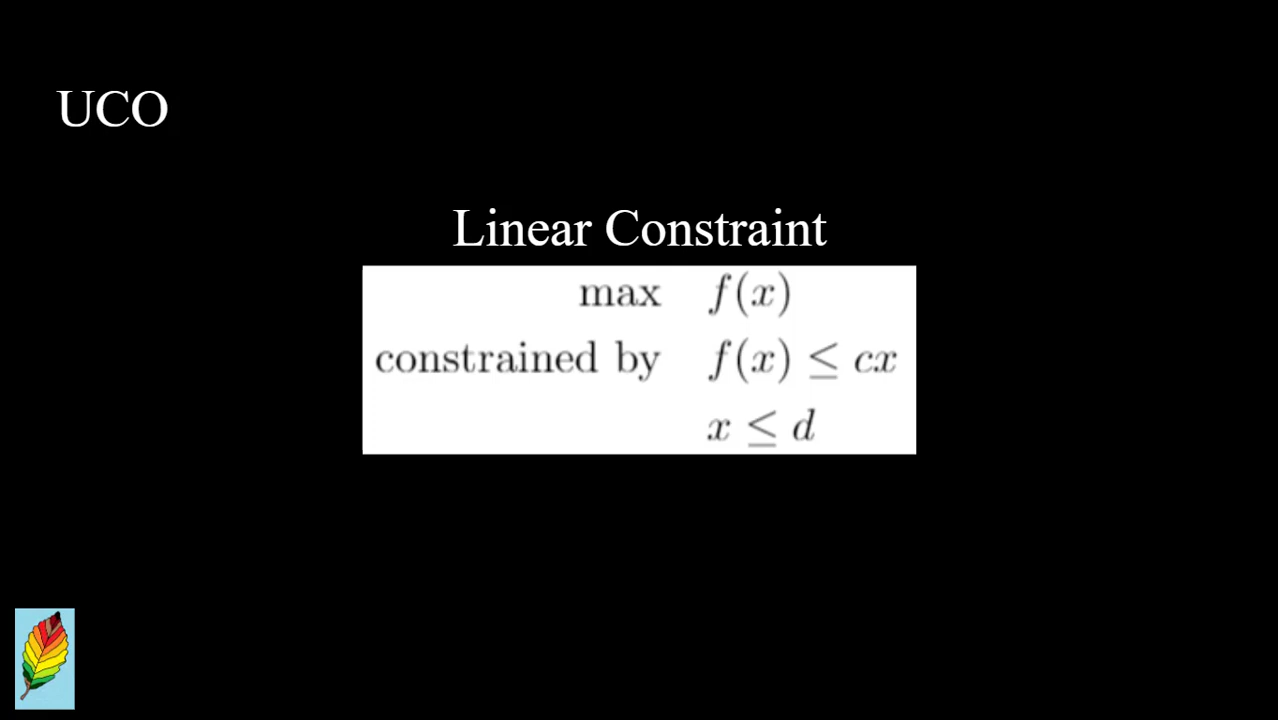 UCO
Linear Constraint
max f(x)
constrained by f(x) ≤ cx
x ≤ d